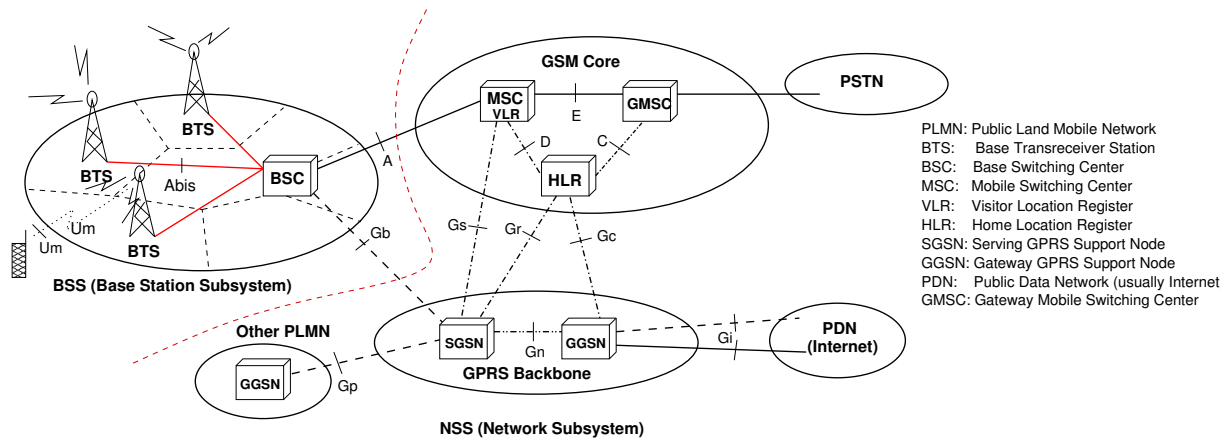 GSM Core
PSTN
MSC
VLR
GMSC
E
D
C
HLR
BTS
BTS
BTS
Abis
BSC
A
Um
Um
Gb
Gs
Gr
Gc
BSS (Base Station Subsystem)
Other PLMN
GGSN
Gp
SGSN
Gn
GGSN
GPRS Backbone
Gi
PDN
(Internet)
NSS (Network Subsystem)
PLMN: Public Land Mobile Network
BTS: Base Transreceiver Station
BSC: Base Switching Center
MSC: Mobile Switching Center
VLR: Visitor Location Register
HLR: Home Location Register
SGSN: Serving GPRS Support Node
GGSN: Gateway GPRS Support Node
PDN: Public Data Network (usually Internet
GMSC: Gateway Mobile Switching Center